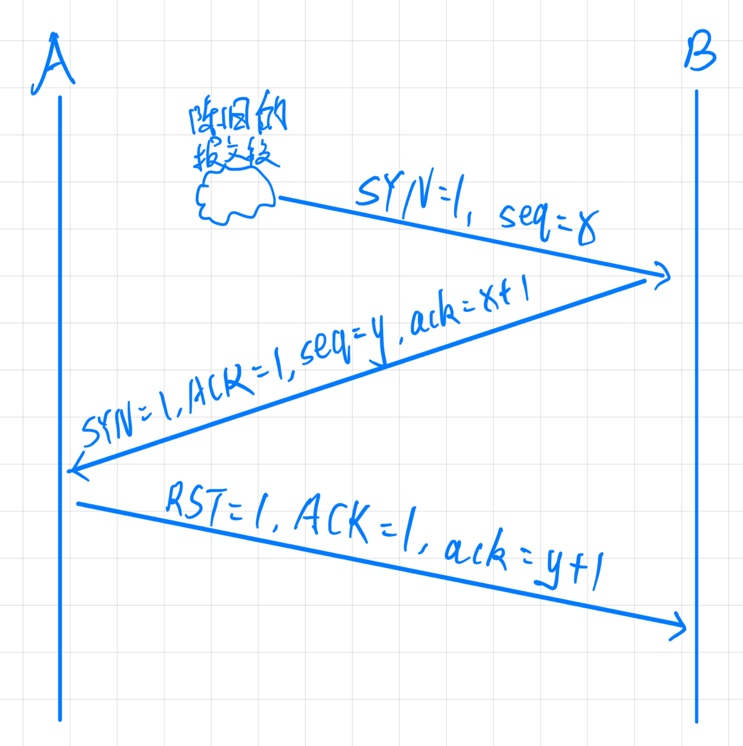 A
B
陈旧的
报文段
SYN=1, seq=x
SYN=1, ACK=1, seq=y, ack=x+1
RST=1, ACK=1, ack=y+1